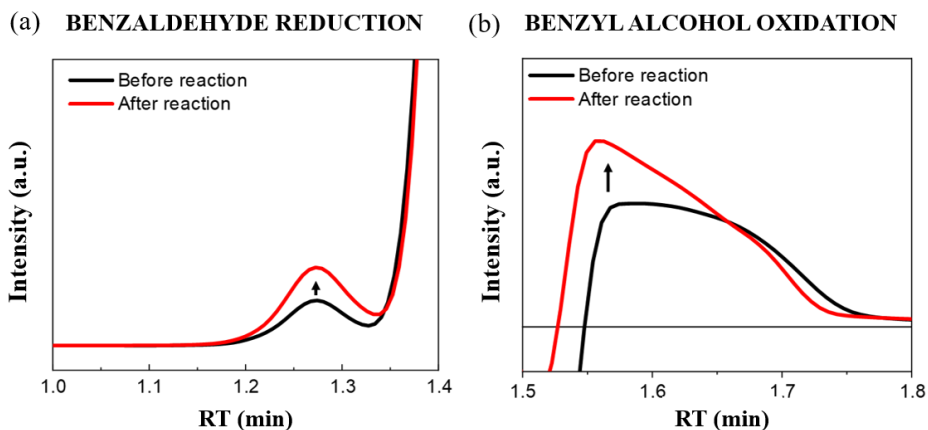 (a) BENZALDEHYDE REDUCTION
Before reaction
After reaction
Intensity (a.u.)
1.0 1.1 1.2 1.3 1.4
RT (min)
(b) BENZYL ALCOHOL OXIDATION
Before reaction
After reaction
Intensity (a.u.)
1.5 1.6 1.7 1.8
RT (min)